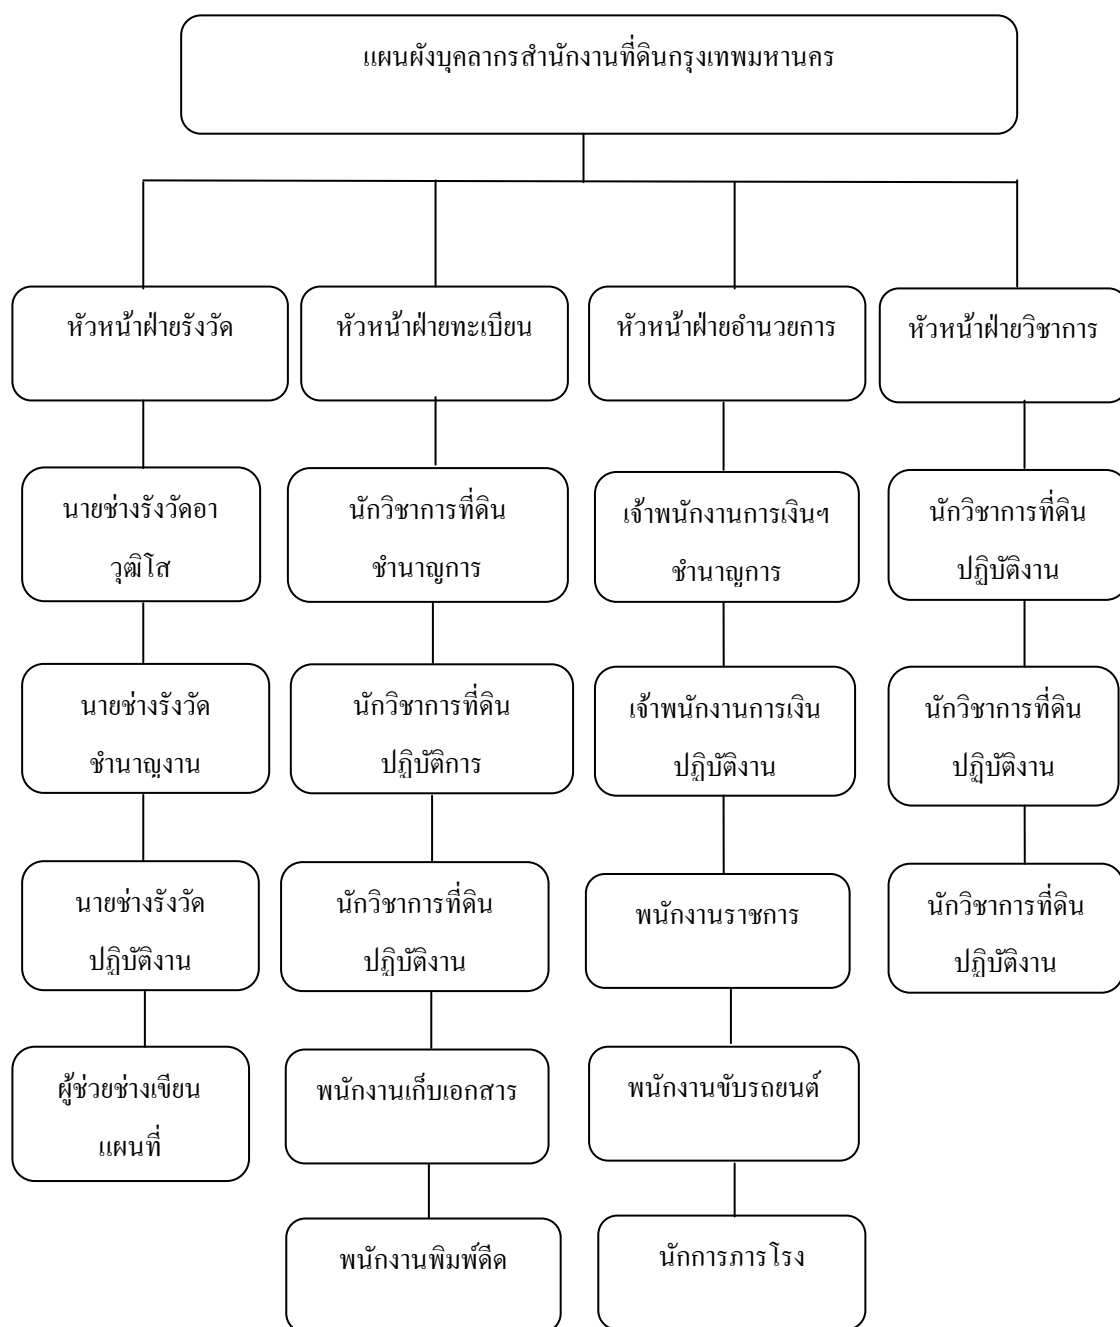 แผนผังบุคลากรสำนักงานที่ดินกรุงเทพมหานคร
หัวหน้าฝ่ายรังวัด
หัวหน้าฝ่ายทะเบียน
หัวหน้าฝ่ายอำนวยการ
หัวหน้าฝ่ายวิชาการ
นายช่างรังวัดอา
วุฒิโส
นักวิชาการที่ดิน
ชำนาญการ
เจ้าพนักงานการเงินฯ
ชำนาญการ
นักวิชาการที่ดิน
ปฏิบัติงาน
นายช่างรังวัด
ชำนาญงาน
นักวิชาการที่ดิน
ปฏิบัติการ
เจ้าพนักงานการเงิน
ปฏิบัติงาน
นักวิชาการที่ดิน
ปฏิบัติงาน
นายช่างรังวัด
ปฏิบัติงาน
นักวิชาการที่ดิน
ปฏิบัติงาน
พนักงานราชการ
นักวิชาการที่ดิน
ปฏิบัติงาน
ผู้ช่วยช่างเขียน
แผนที่
พนักงานเก็บเอกสาร
พนักงานขับรถยนต์
พนักงานพิมพ์ดีด
นักการภารโรง